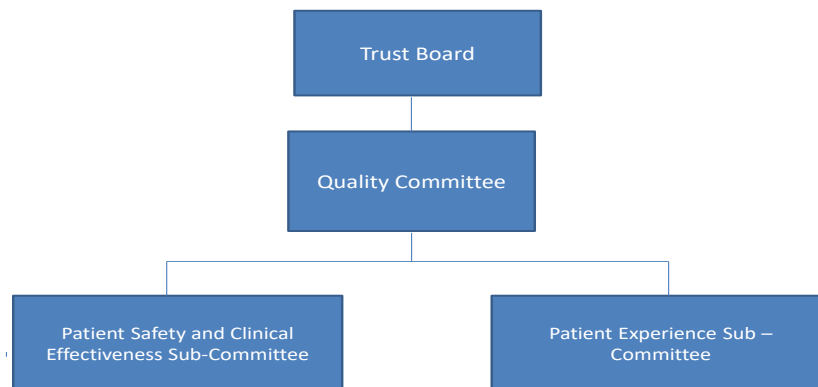 Trust Board
Quality Committee
Patient Safety and Clinical
Effectiveness Sub-Committee
Patient Experience Sub –
Committee